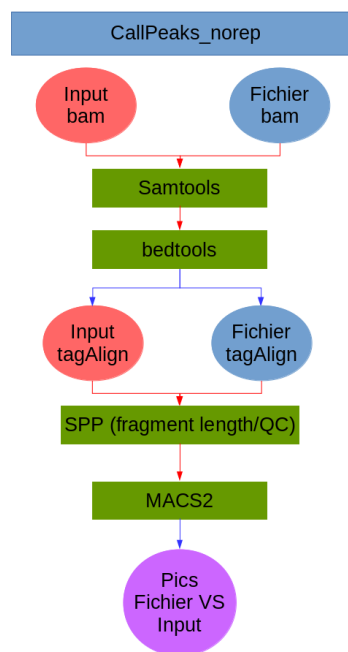 CallPeaks_norep
Input
bam
Fichier
bam
Samtools
bedtools
Input
tagAlign
Fichier
tagAlign
SPP (fragment length/QC)
MACS2
Pics
Fichier VS
Input